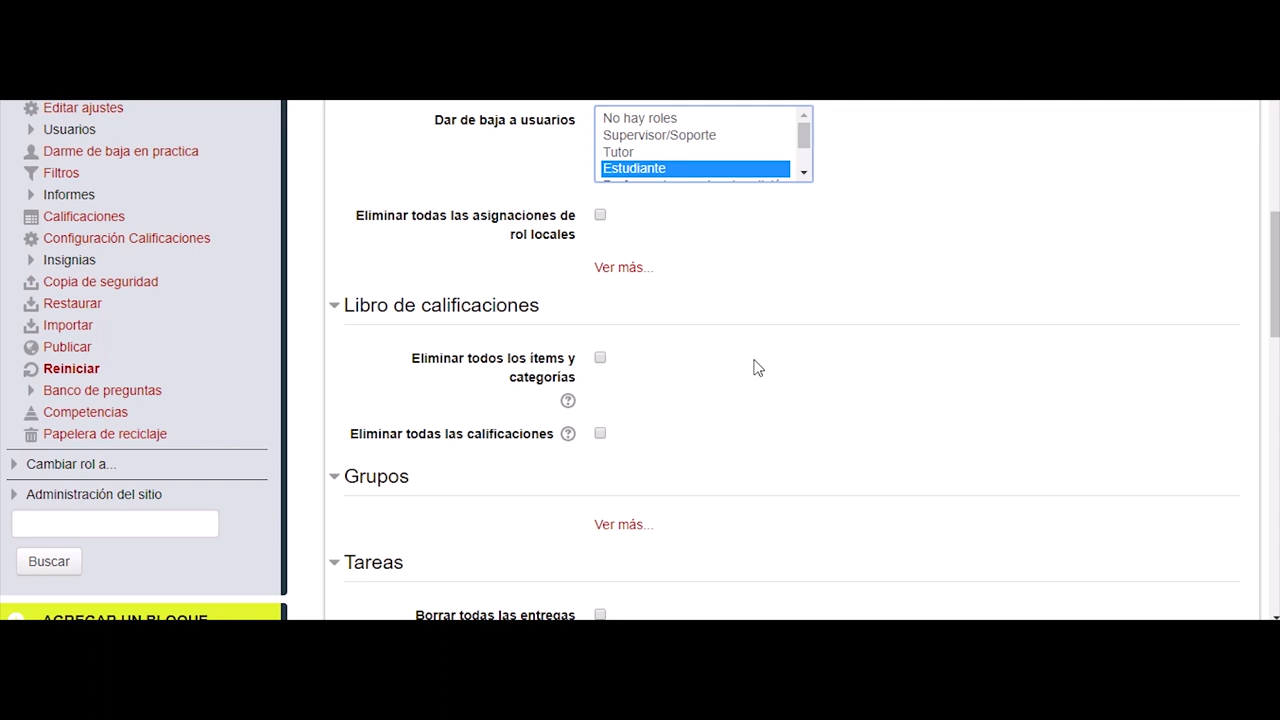 Editar ajustes
Usuarios
Darme de baja en practica
Filtros
Informes
Calificaciones
Configuración Calificaciones
Insignias
Copia de seguridad
Restaurar
Importar
Publicar
Reiniciar
Banco de preguntas
Competencias
Papelera de reciclaje
Cambiar rol a...
Administración del sitio
Buscar
AGREGAR UN BLOQUE
Dar de baja a usuarios
No hay roles
Supervisor/Soporte
Tutor
Estudiante
Eliminar todas las asignaciones de
rol locales
Ver más...
Libro de calificaciones
Eliminar todos los ítems y
categorías
Eliminar todas las calificaciones
Grupos
Ver más...
Tareas
Borrar todas las entregas